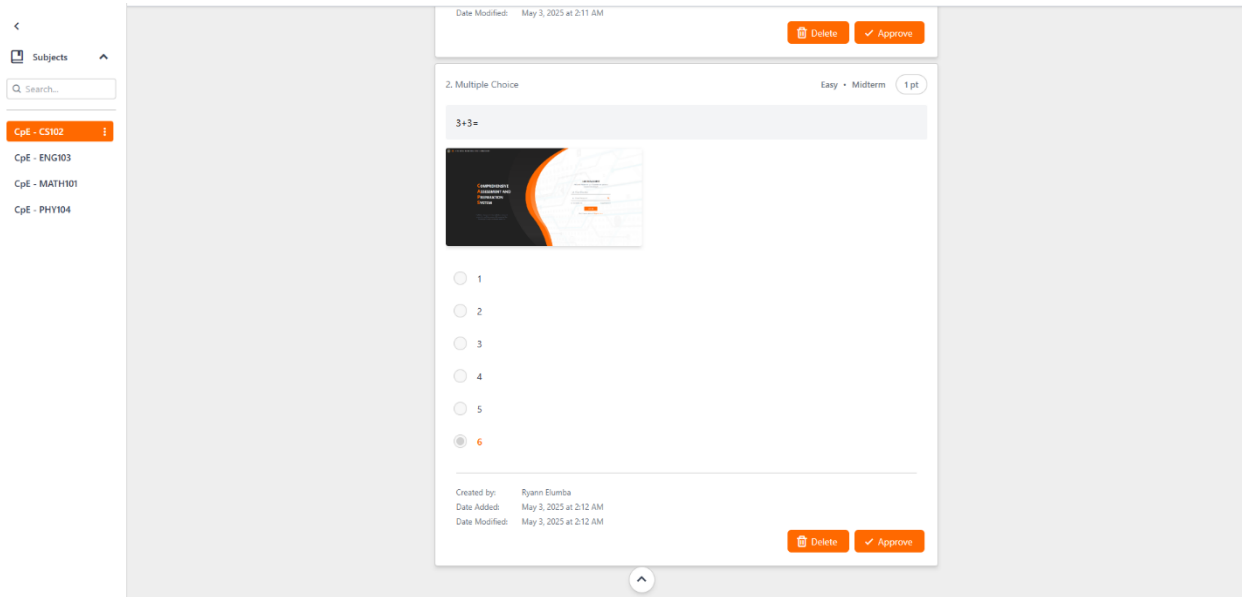 Date Modified: May 3, 2025 at 2:11 AM
Delete
Approve
Subjects
Search...
CpE - CS102
CpE - ENG103
CpE - MATH101
CpE - PHY104
2. Multiple Choice
Easy • Midterm
1 pt
3+3=
COMPREHENSIVE
ASSESSMENT AND
PREPARATION
SYSTEM
1
2
3
4
5
6
Created by: Ryann Elumba
Date Added: May 3, 2025 at 2:12 AM
Date Modified: May 3, 2025 at 2:12 AM
Delete
Approve